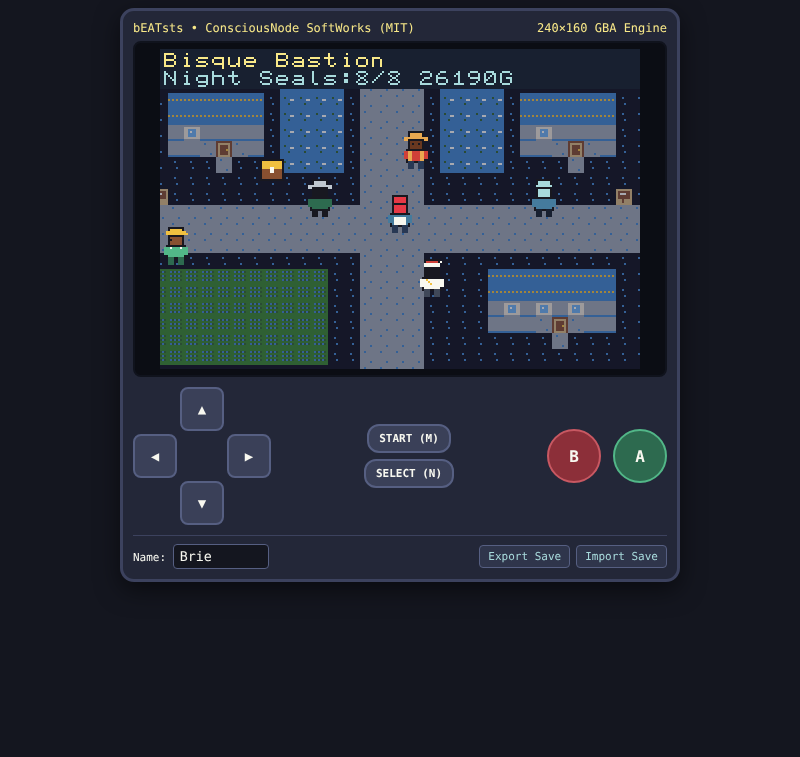 bEATsts • ConsciousNode SoftWorks (MIT)
240×160 GBA Engine
Bisque Bastion
Night Seals:8/8 26190G
▲
◀
▶
▼
START (M)
SELECT (N)
B
A
Name: Brie
Export Save
Import Save